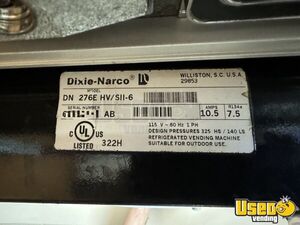 Dixie-Narco®
WILLISTON, S.C. U.S.A.
29853
MODEL
DN 276E HV/SII-6
SERIAL NUMBER
AB
AMPS
10.5
R134a
7.5
C UL US
LISTED
322H
115 V ~ 60 Hz 1 PH
DESIGN PRESSURES 325 HS / 140 LS
REFRIGERATED VENDING MACHINE
SUITABLE FOR OUTDOOR USE.
Used
vending